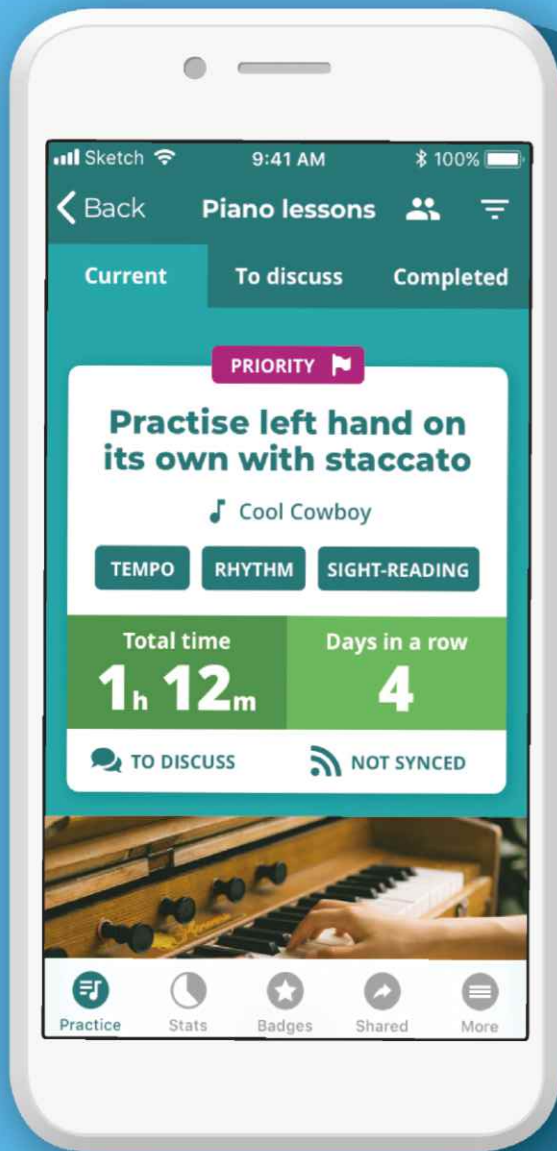 Sketch 9:41 AM 100%
Back Piano lessons
Current To discuss Completed
PRIORITY
Practise left hand on
its own with staccato
Cool Cowboy
TEMPO RHYTHM SIGHT-READING
Total time Days in a row
1h 12m 4
TO DISCUSS NOT SYNCED
Practice Stats Badges Shared More